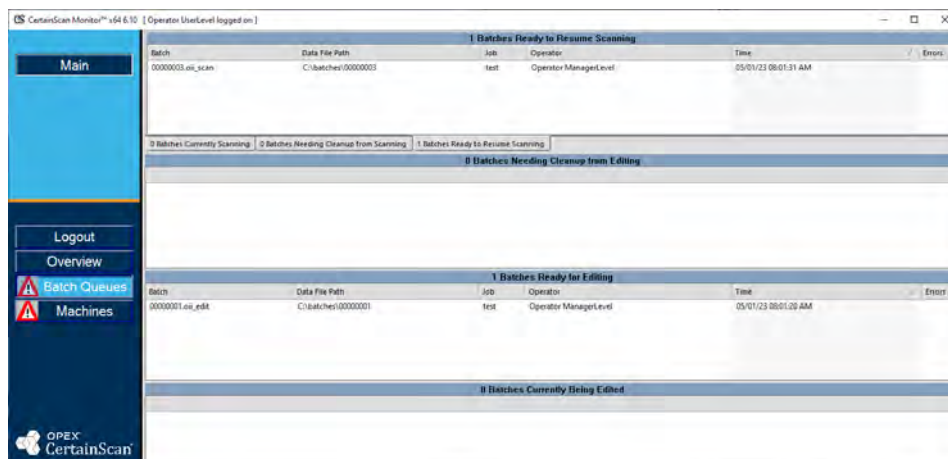 CS CertainScan Monitor™ x64 6.10 [ Operator UserLevel logged on ]
Main
Logout
Overview
Batch Queues
Machines
OPEX
CertainScan
1 Batches Ready to Resume Scanning
Batch Data File Path Job Operator Time / Errors
00000003.oii_scan C:\batches\00000003 test Operator ManagerLevel 05/01/23 08:01:31 AM
0 Batches Currently Scanning 0 Batches Needing Cleanup from Scanning 1 Batches Ready to Resume Scanning
0 Batches Needing Cleanup from Editing
1 Batches Ready for Editing
Batch Data File Path Job Operator Time Errors
00000001.oii_edit C:\batches\00000001 test Operator ManagerLevel 05/01/23 08:01:20 AM
0 Batches Currently Being Edited